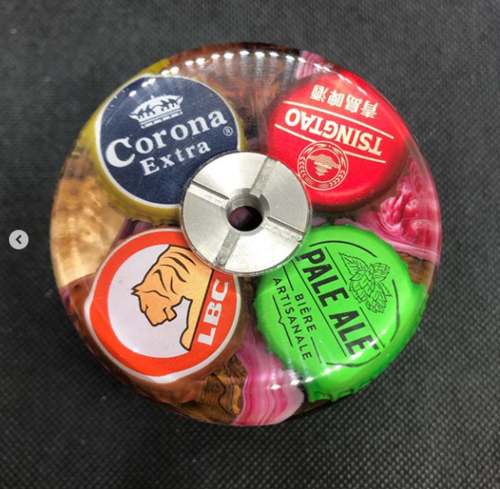 Corona
Extra
®
青島啤酒
TSINGTAO
LBC
PALE ALE
BIÈRE
ARTISANALE